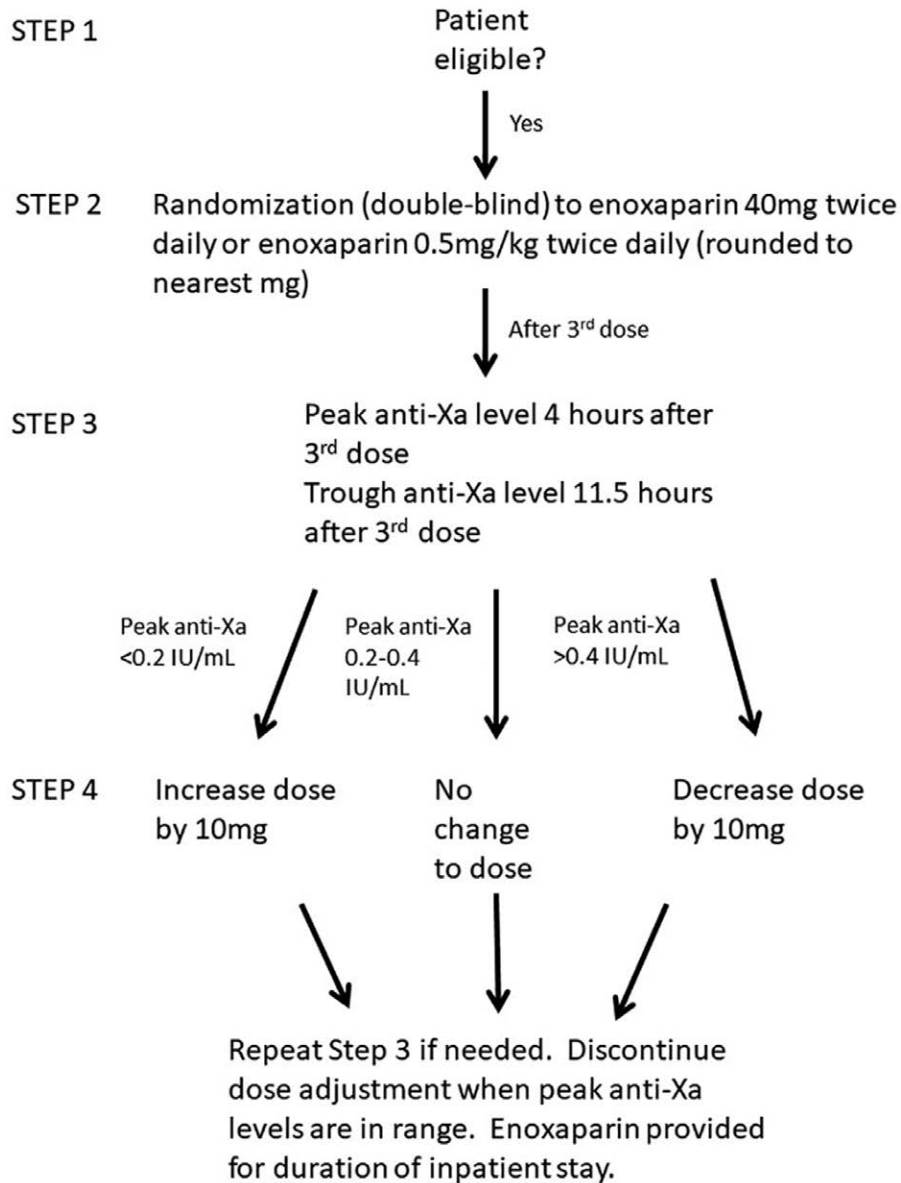 STEP 1
Patient
eligible?
Yes
STEP 2
Randomization (double-blind) to enoxaparin 40mg twice
daily or enoxaparin 0.5mg/kg twice daily (rounded to
nearest mg)
After 3rd dose
STEP 3
Peak anti-Xa level 4 hours after
3rd dose
Trough anti-Xa level 11.5 hours
after 3rd dose
Peak anti-Xa
<0.2 IU/mL
Peak anti-Xa
0.2-0.4
IU/mL
Peak anti-Xa
>0.4 IU/mL
STEP 4
Increase dose
by 10mg
No
change
to dose
Decrease dose
by 10mg
Repeat Step 3 if needed.  Discontinue
dose adjustment when peak anti-Xa
levels are in range.  Enoxaparin provided
for duration of inpatient stay.